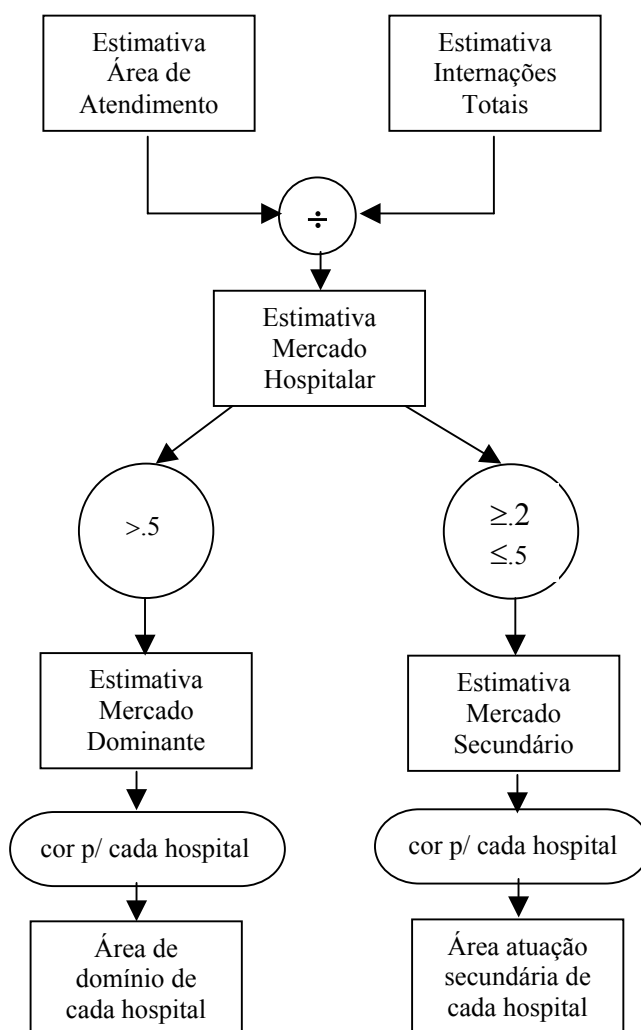 Estimativa
Área de
Atendimento
Estimativa
Internações
Totais
÷
Estimativa
Mercado
Hospitalar
>.5
≥.2
≤.5
Estimativa
Mercado
Dominante
Estimativa
Mercado
Secundário
cor p/ cada hospital
cor p/ cada hospital
Área de
domínio de
cada hospital
Área atuação
secundária de
cada hospital